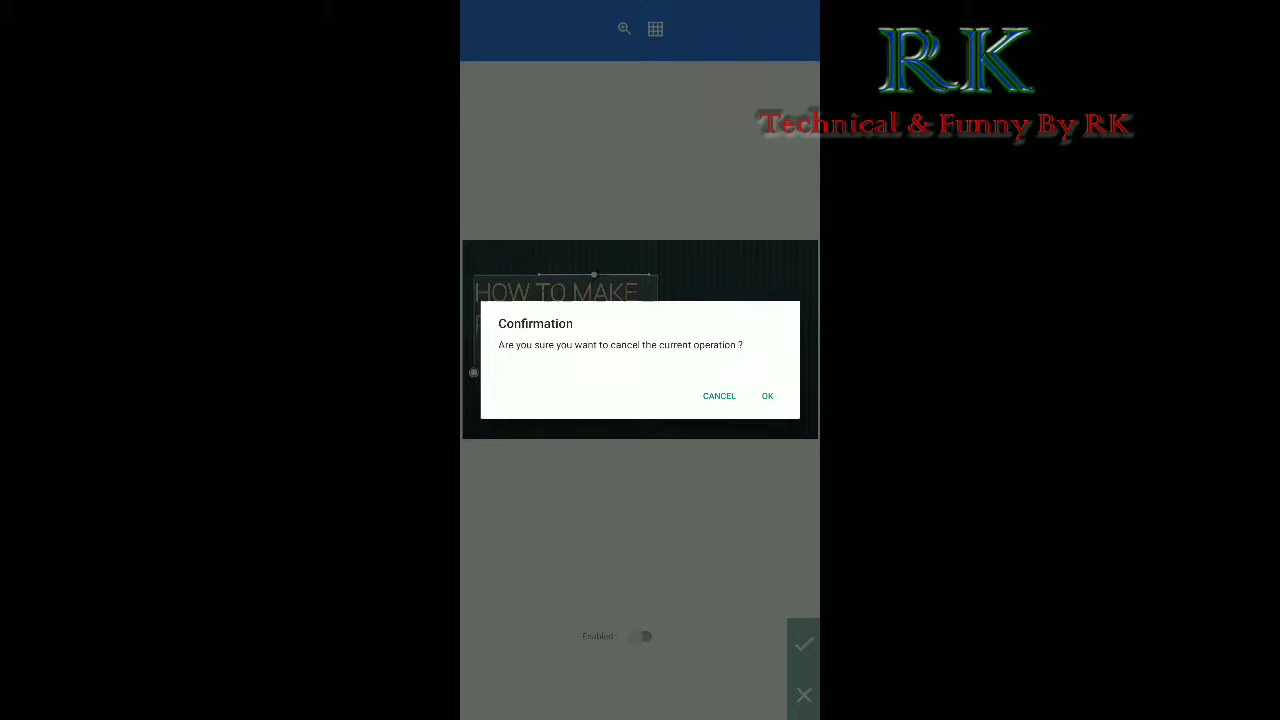 RK
Technical & Funny By RK
HOW TO MAKE
Confirmation
Are you sure you want to cancel the current operation ?
CANCEL OK
Enabled